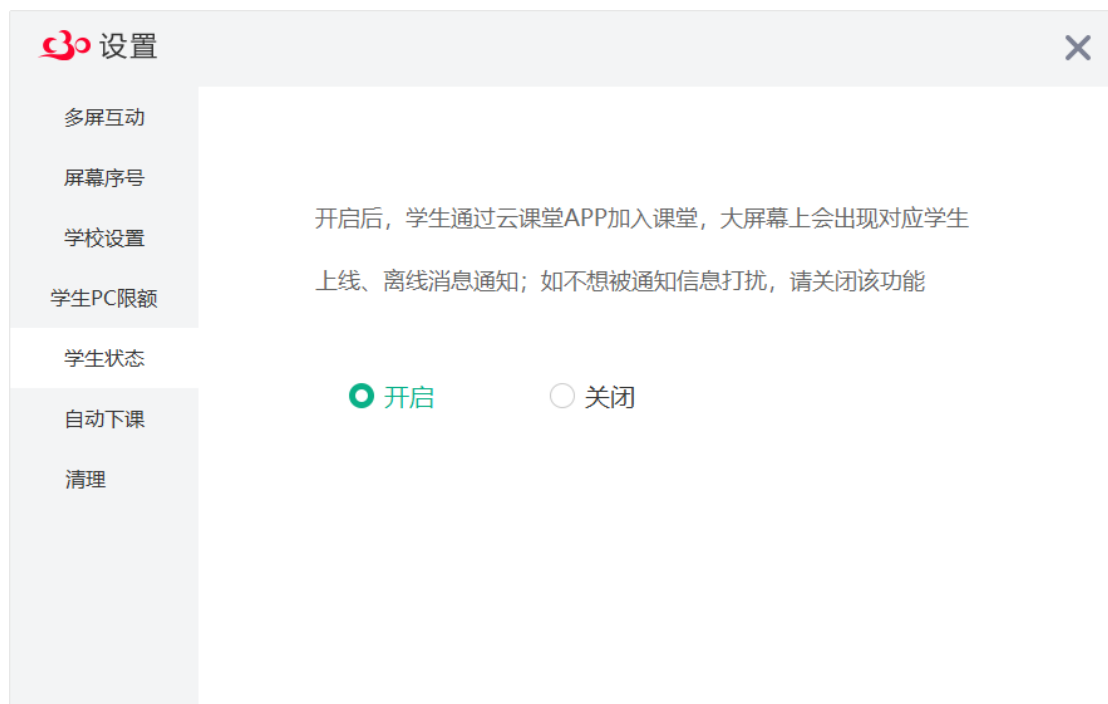 设置
多屏互动
屏幕序号
学校设置
学生PC限额
学生状态
自动下课
清理
开启后，学生通过云课堂APP加入课堂，大屏幕上会出现对应学生
上线、离线消息通知；如不想被通知信息打扰，请关闭该功能
开启
关闭